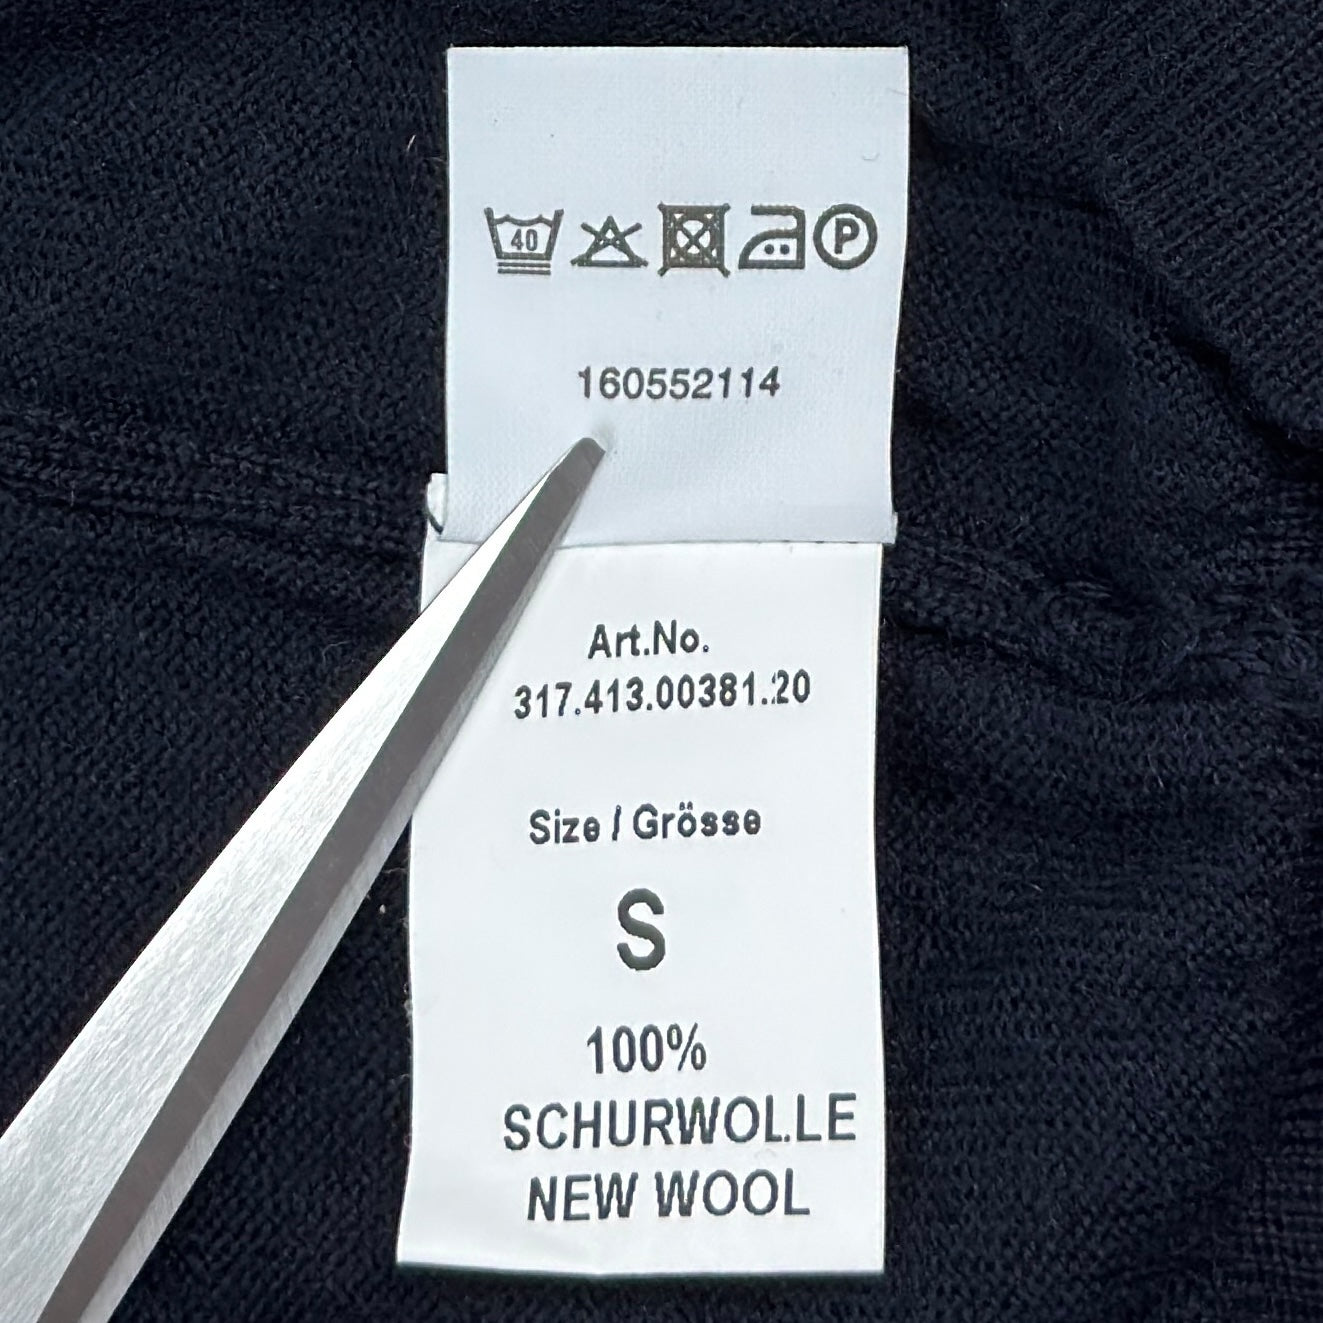 40 P
160552114
Art.No.
317.413.00381.20
Size / Grösse
S
100%
SCHURWOLLE
NEW WOOL